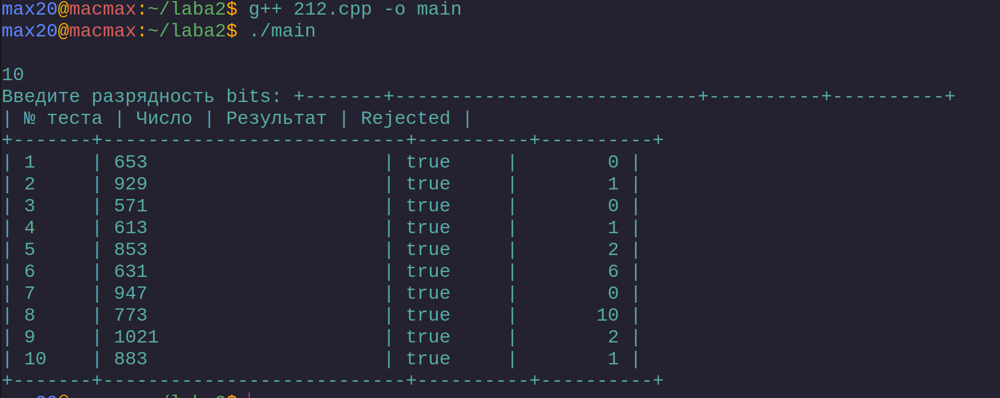 max20@macmax:~/laba2$ g++ 212.cpp -o main
max20@macmax:~/laba2$ ./main
10
Введите разрядность bits: +-------+---------------------------+----------+----------+
| № теста | Число | Результат | Rejected |
+-------+---------------------------+----------+----------+
| 1     | 653                     | true     |        0 |
| 2     | 929                     | true     |        1 |
| 3     | 571                     | true     |        0 |
| 4     | 613                     | true     |        1 |
| 5     | 853                     | true     |        2 |
| 6     | 631                     | true     |        6 |
| 7     | 947                     | true     |        0 |
| 8     | 773                     | true     |       10 |
| 9     | 1021                    | true     |        2 |
| 10    | 883                     | true     |        1 |
+-------+---------------------------+----------+----------+